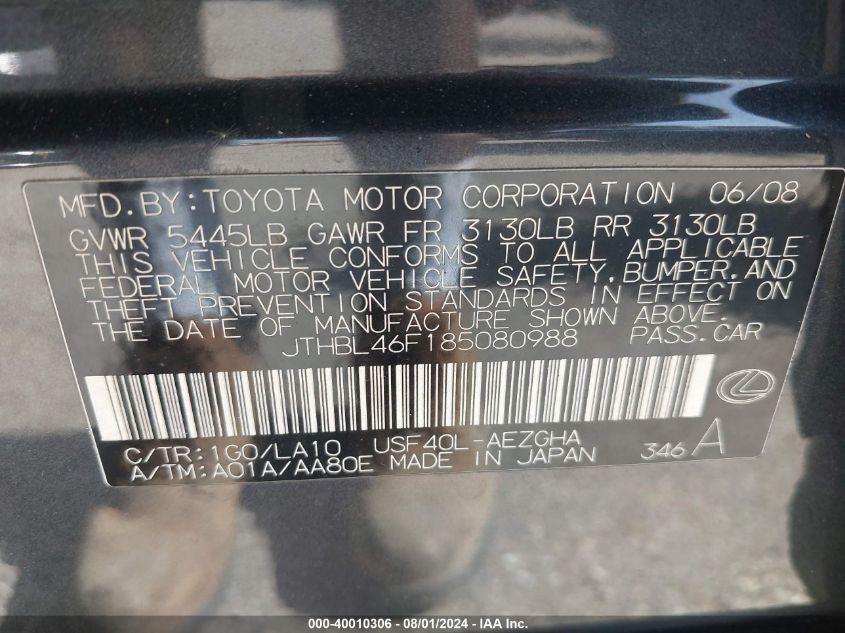 MFD.BY:TOYOTA MOTOR CORPORATION 06/08
GVWR 5445LB GAWR FR 3130LB RR 3130LB
THIS VEHICLE CONFORMS TO ALL APPLICABLE
FEDERAL MOTOR VEHICLE SAFETY,BUMPER,AND
THEFT PREVENTION STANDARDS IN EFFECT ON
THE DATE OF MANUFACTURE SHOWN ABOVE.
JTHBL46F185080988 PASS.CAR
C/TR:1G0/LA10 USF40L-AEZGHA 346 A
A/TM:A01A/AA80E MADE IN JAPAN
000-40010306 - 08/01/2024 - IAA Inc.